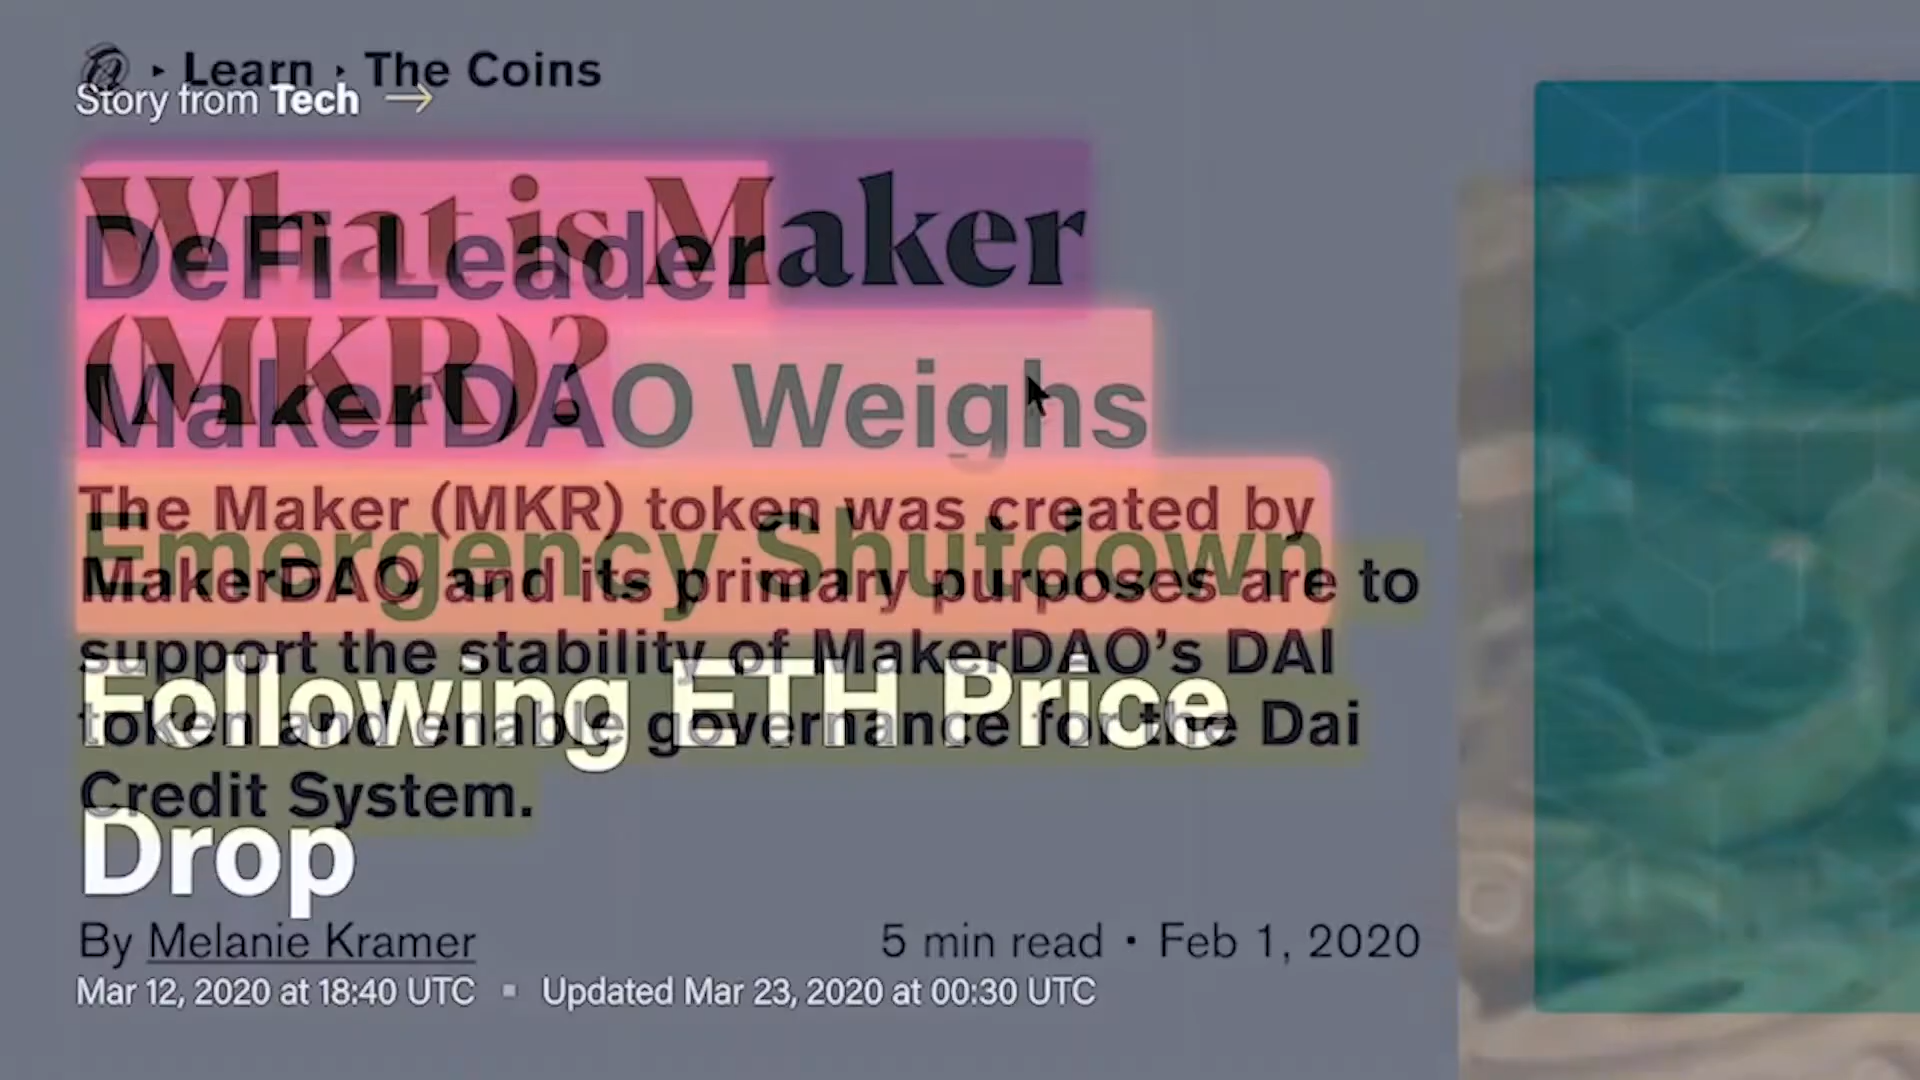 Learn ‣ The Coins
Story from Tech →
What is Maker
(MKR)?
DeFi Leader
MakerDAO Weighs
Emergency Shutdown
Following ETH Price
Drop
The Maker (MKR) token was created by
MakerDAO and its primary purposes are to
support the stability of MakerDAO’s DAI
token and enable governance for the Dai
Credit System.
By Melanie Kramer
5 min read • Feb 1, 2020
Mar 12, 2020 at 18:40 UTC ▪ Updated Mar 23, 2020 at 00:30 UTC